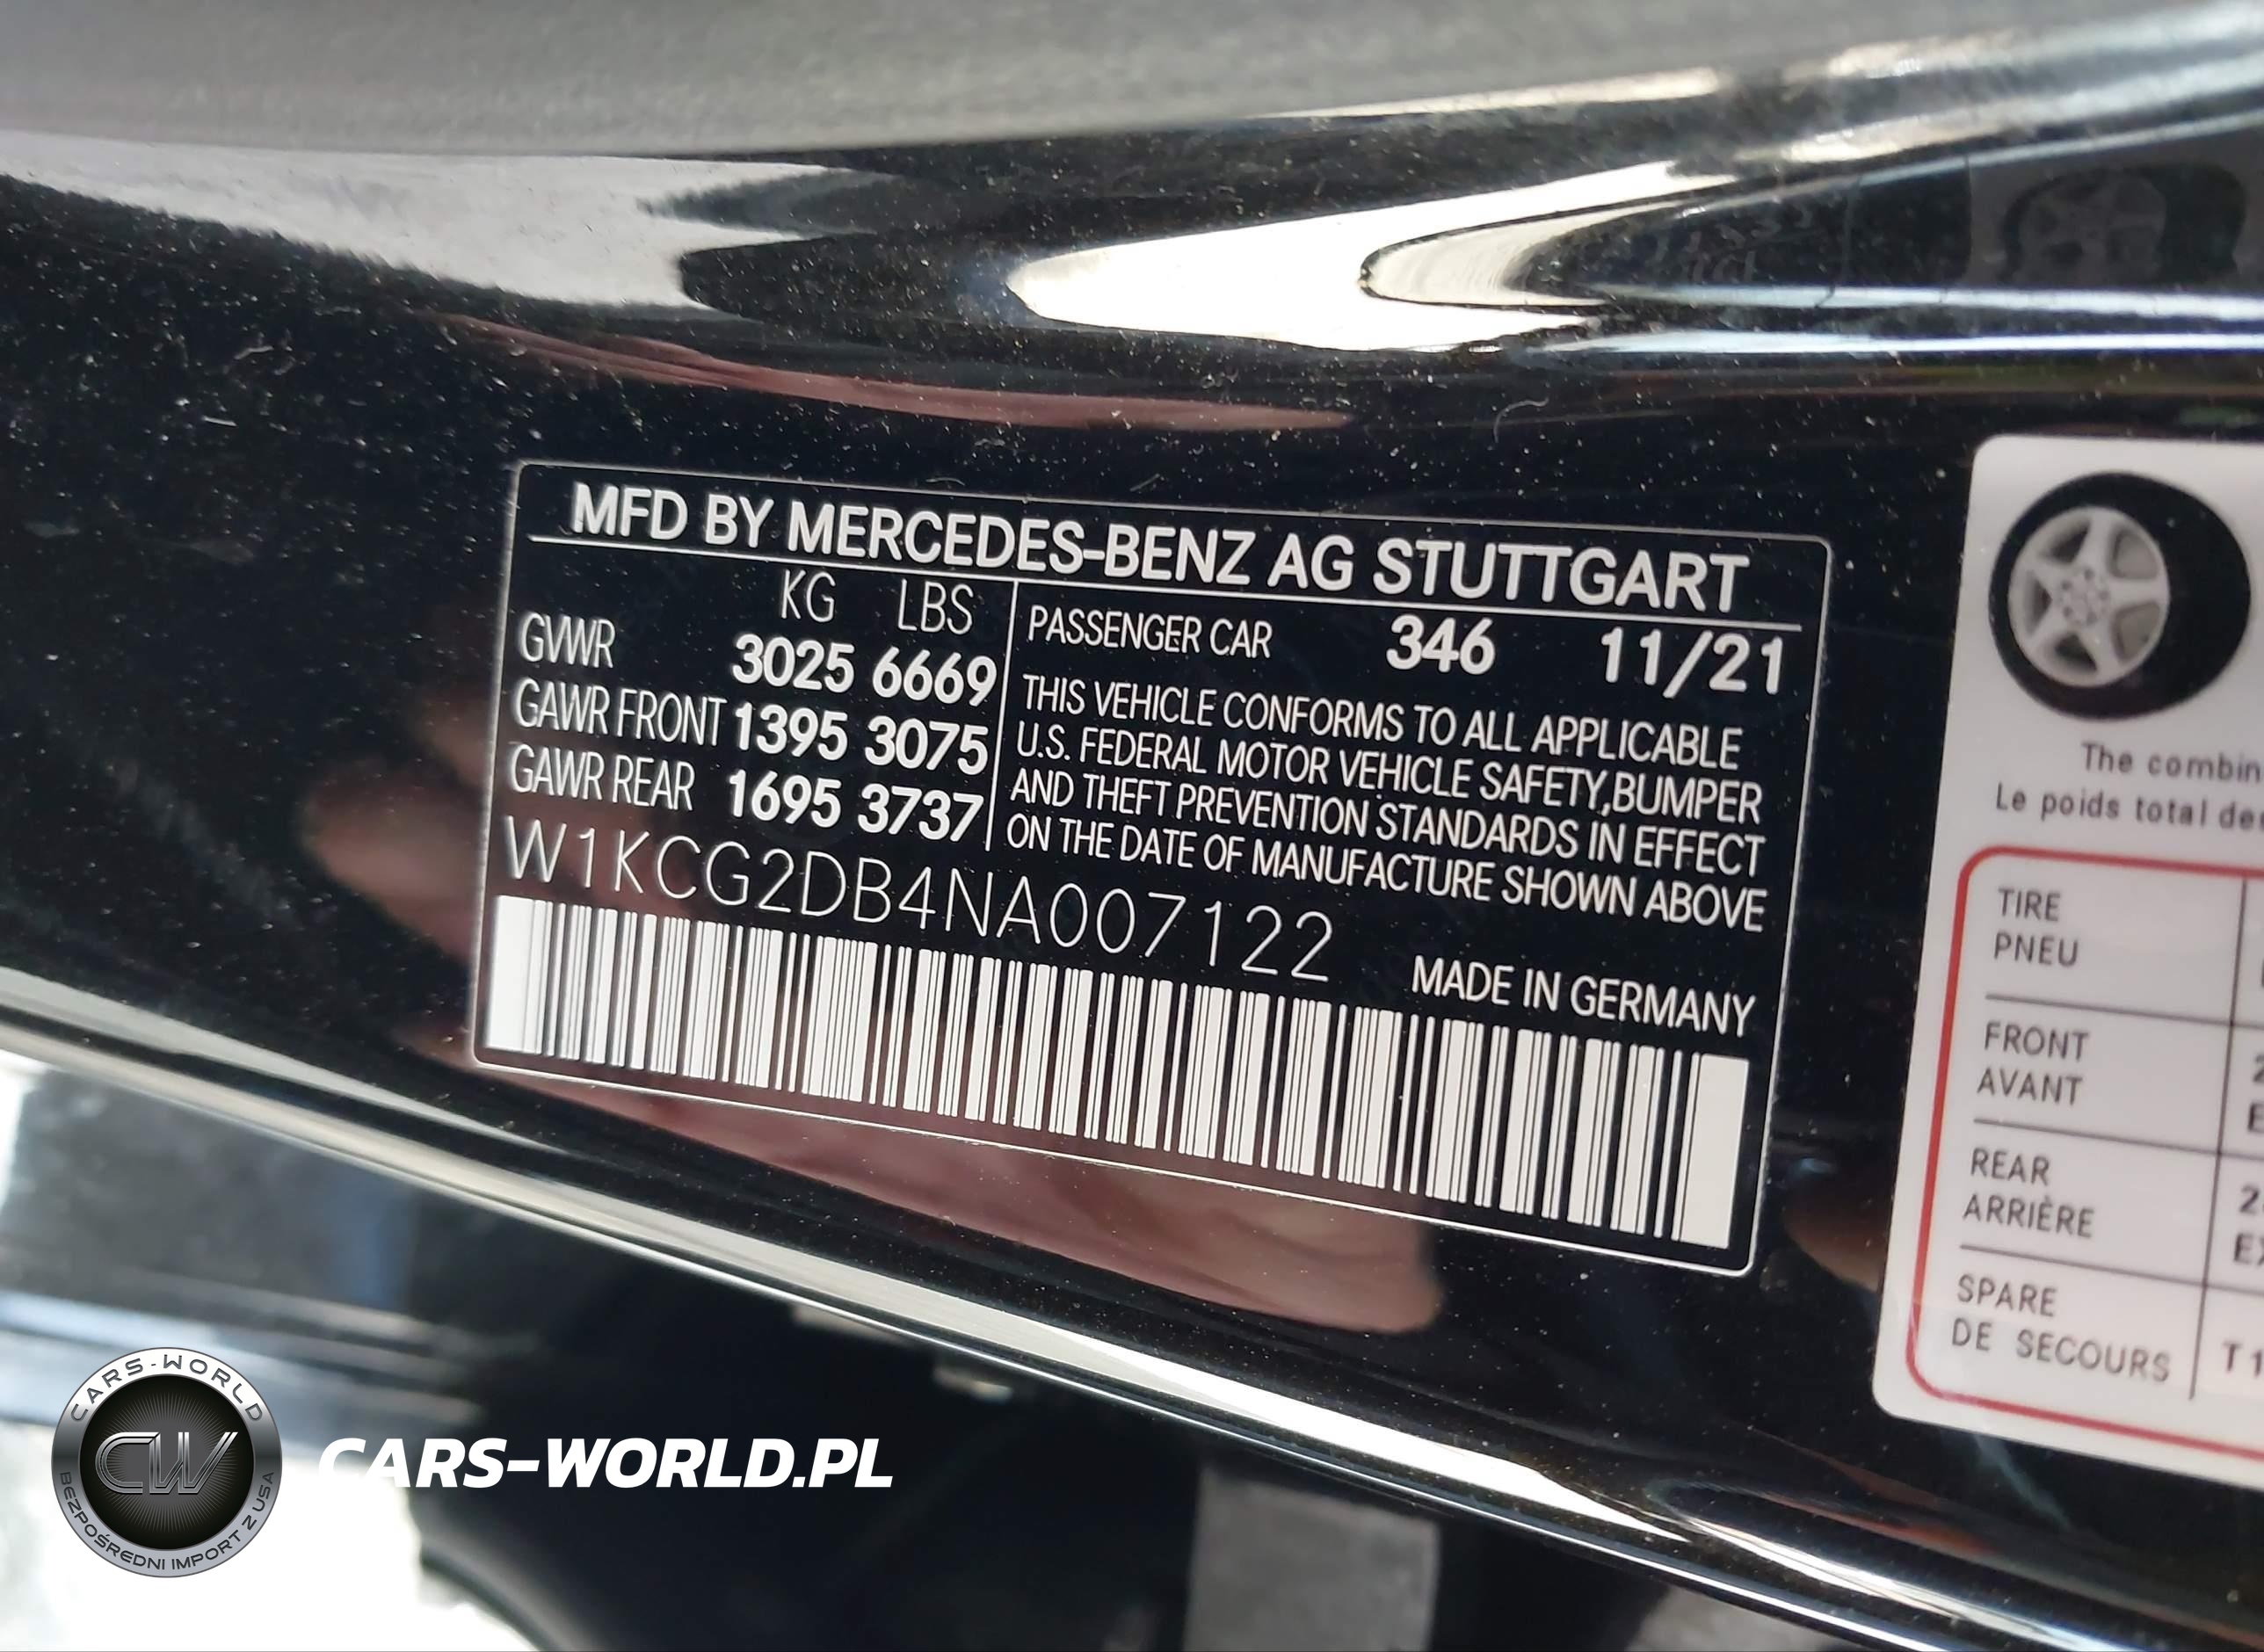 MFD BY MERCEDES-BENZ AG STUTTGART
KG LBS
GVWR 3025 6669
GAWR FRONT 1395 3075
GAWR REAR 1695 3737
PASSENGER CAR 346 11/21
THIS VEHICLE CONFORMS TO ALL APPLICABLE
U.S. FEDERAL MOTOR VEHICLE SAFETY,BUMPER
AND THEFT PREVENTION STANDARDS IN EFFECT
ON THE DATE OF MANUFACTURE SHOWN ABOVE
W1KCG2DB4NA007122
MADE IN GERMANY
The combin
Le poids total des
TIRE
PNEU
FRONT
AVANT
REAR
ARRIÈRE
SPARE
DE SECOURS
T1
CARS-WORLD
CW
BEZPOŚREDNI IMPORT Z USA
CARS-WORLD.PL